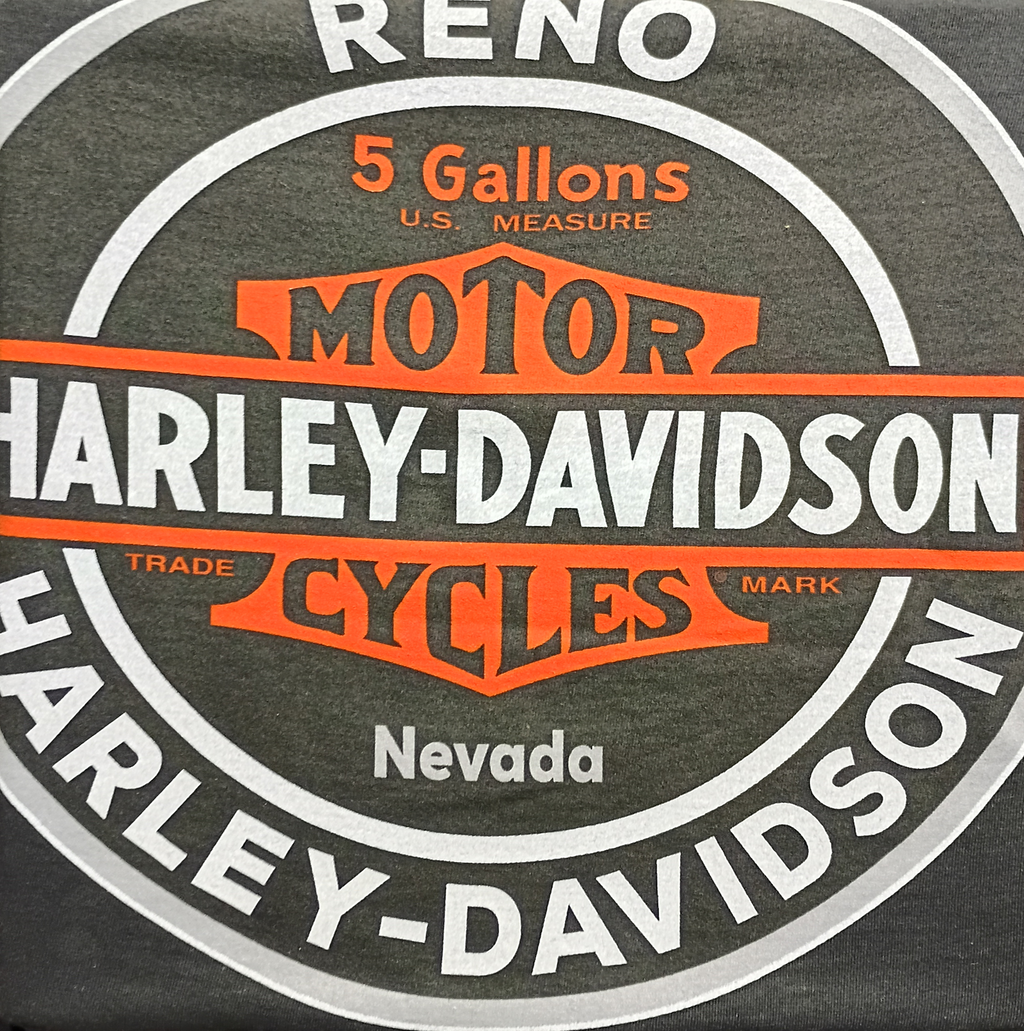 RENO
5 Gallons
U.S. MEASURE
MOTOR
HARLEY-DAVIDSON
TRADE MARK
CYCLES
Nevada
HARLEY-DAVIDSON